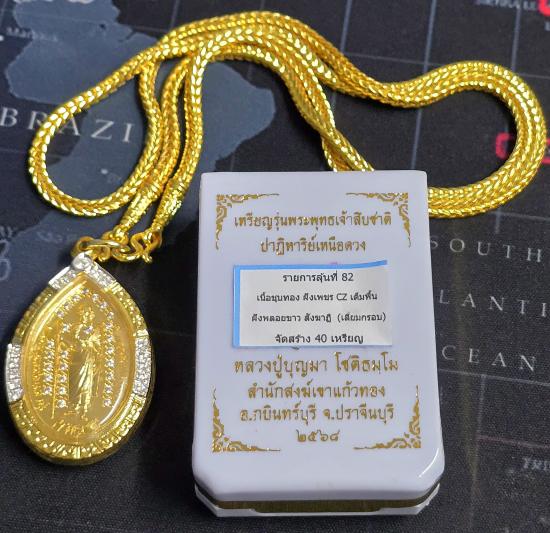 BRAZI
เหรียญรุ่นพระพุทธเจ้าสิบชาติ
ปาฏิหาริย์เหนือดวง
รายการลุ้นที่ 82
เนื้อชุบทอง ฝังเพชร CZ เต็มพื้น
ฝังพลอยขาว สังฆาฏิ (เลี่ยมกรอบ)
จัดสร้าง 40 เหรียญ
หลวงปู่บุญมา โชติธมฺโม
สำนักสงฆ์เขาแก้วทอง
อ.กบินทร์บุรี จ.ปราจีนบุรี
๒๕๖๘
SOUTH
LANTI
OCEAN